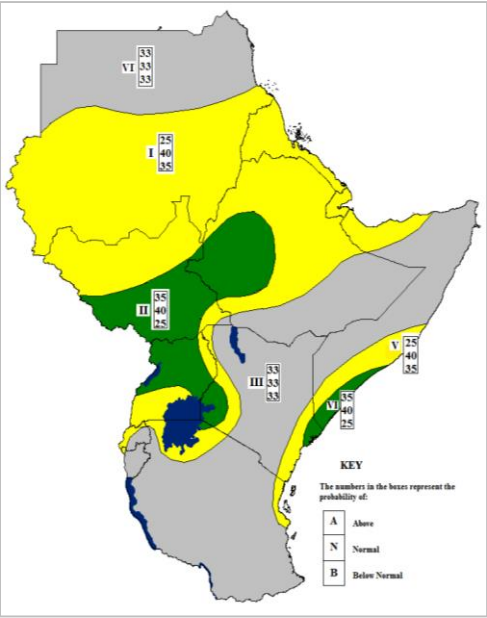 33
VI 33
33
25
I 40
35
35
II 40
25
25
V 40
35
33
III 33
33
35
VI 40
25
KEY
The numbers in the boxes represent the
probability of:
A Above
N Normal
B Below Normal